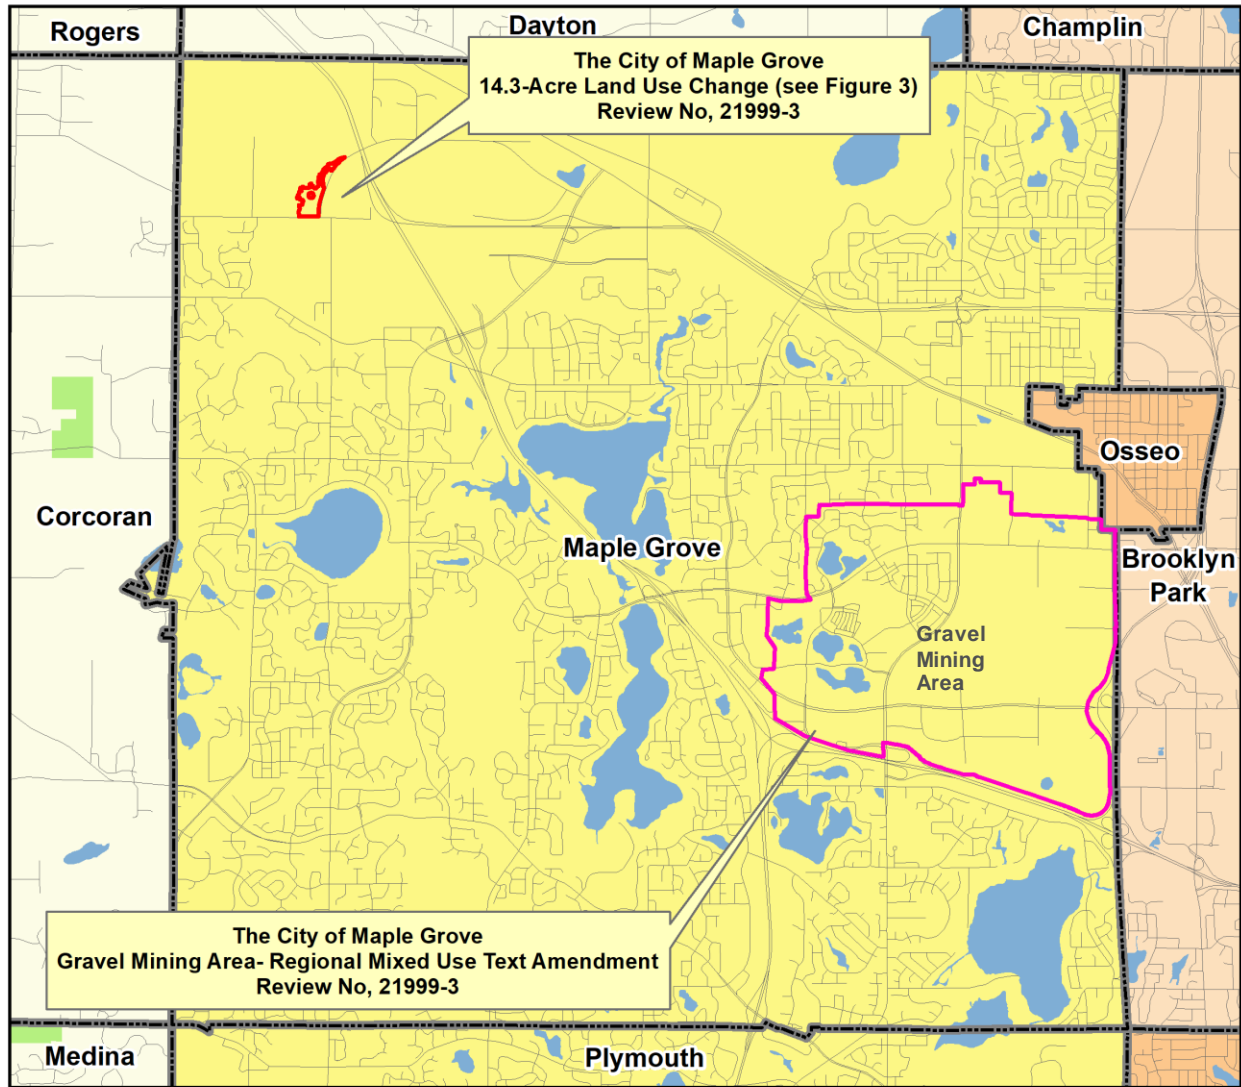 Rogers
Dayton
Champlin
The City of Maple Grove
14.3-Acre Land Use Change (see Figure 3)
Review No, 21999-3
Osseo
Corcoran
Maple Grove
Brooklyn
Park
Gravel
Mining
Area
The City of Maple Grove
Gravel Mining Area- Regional Mixed Use Text Amendment
Review No, 21999-3
Medina
Plymouth